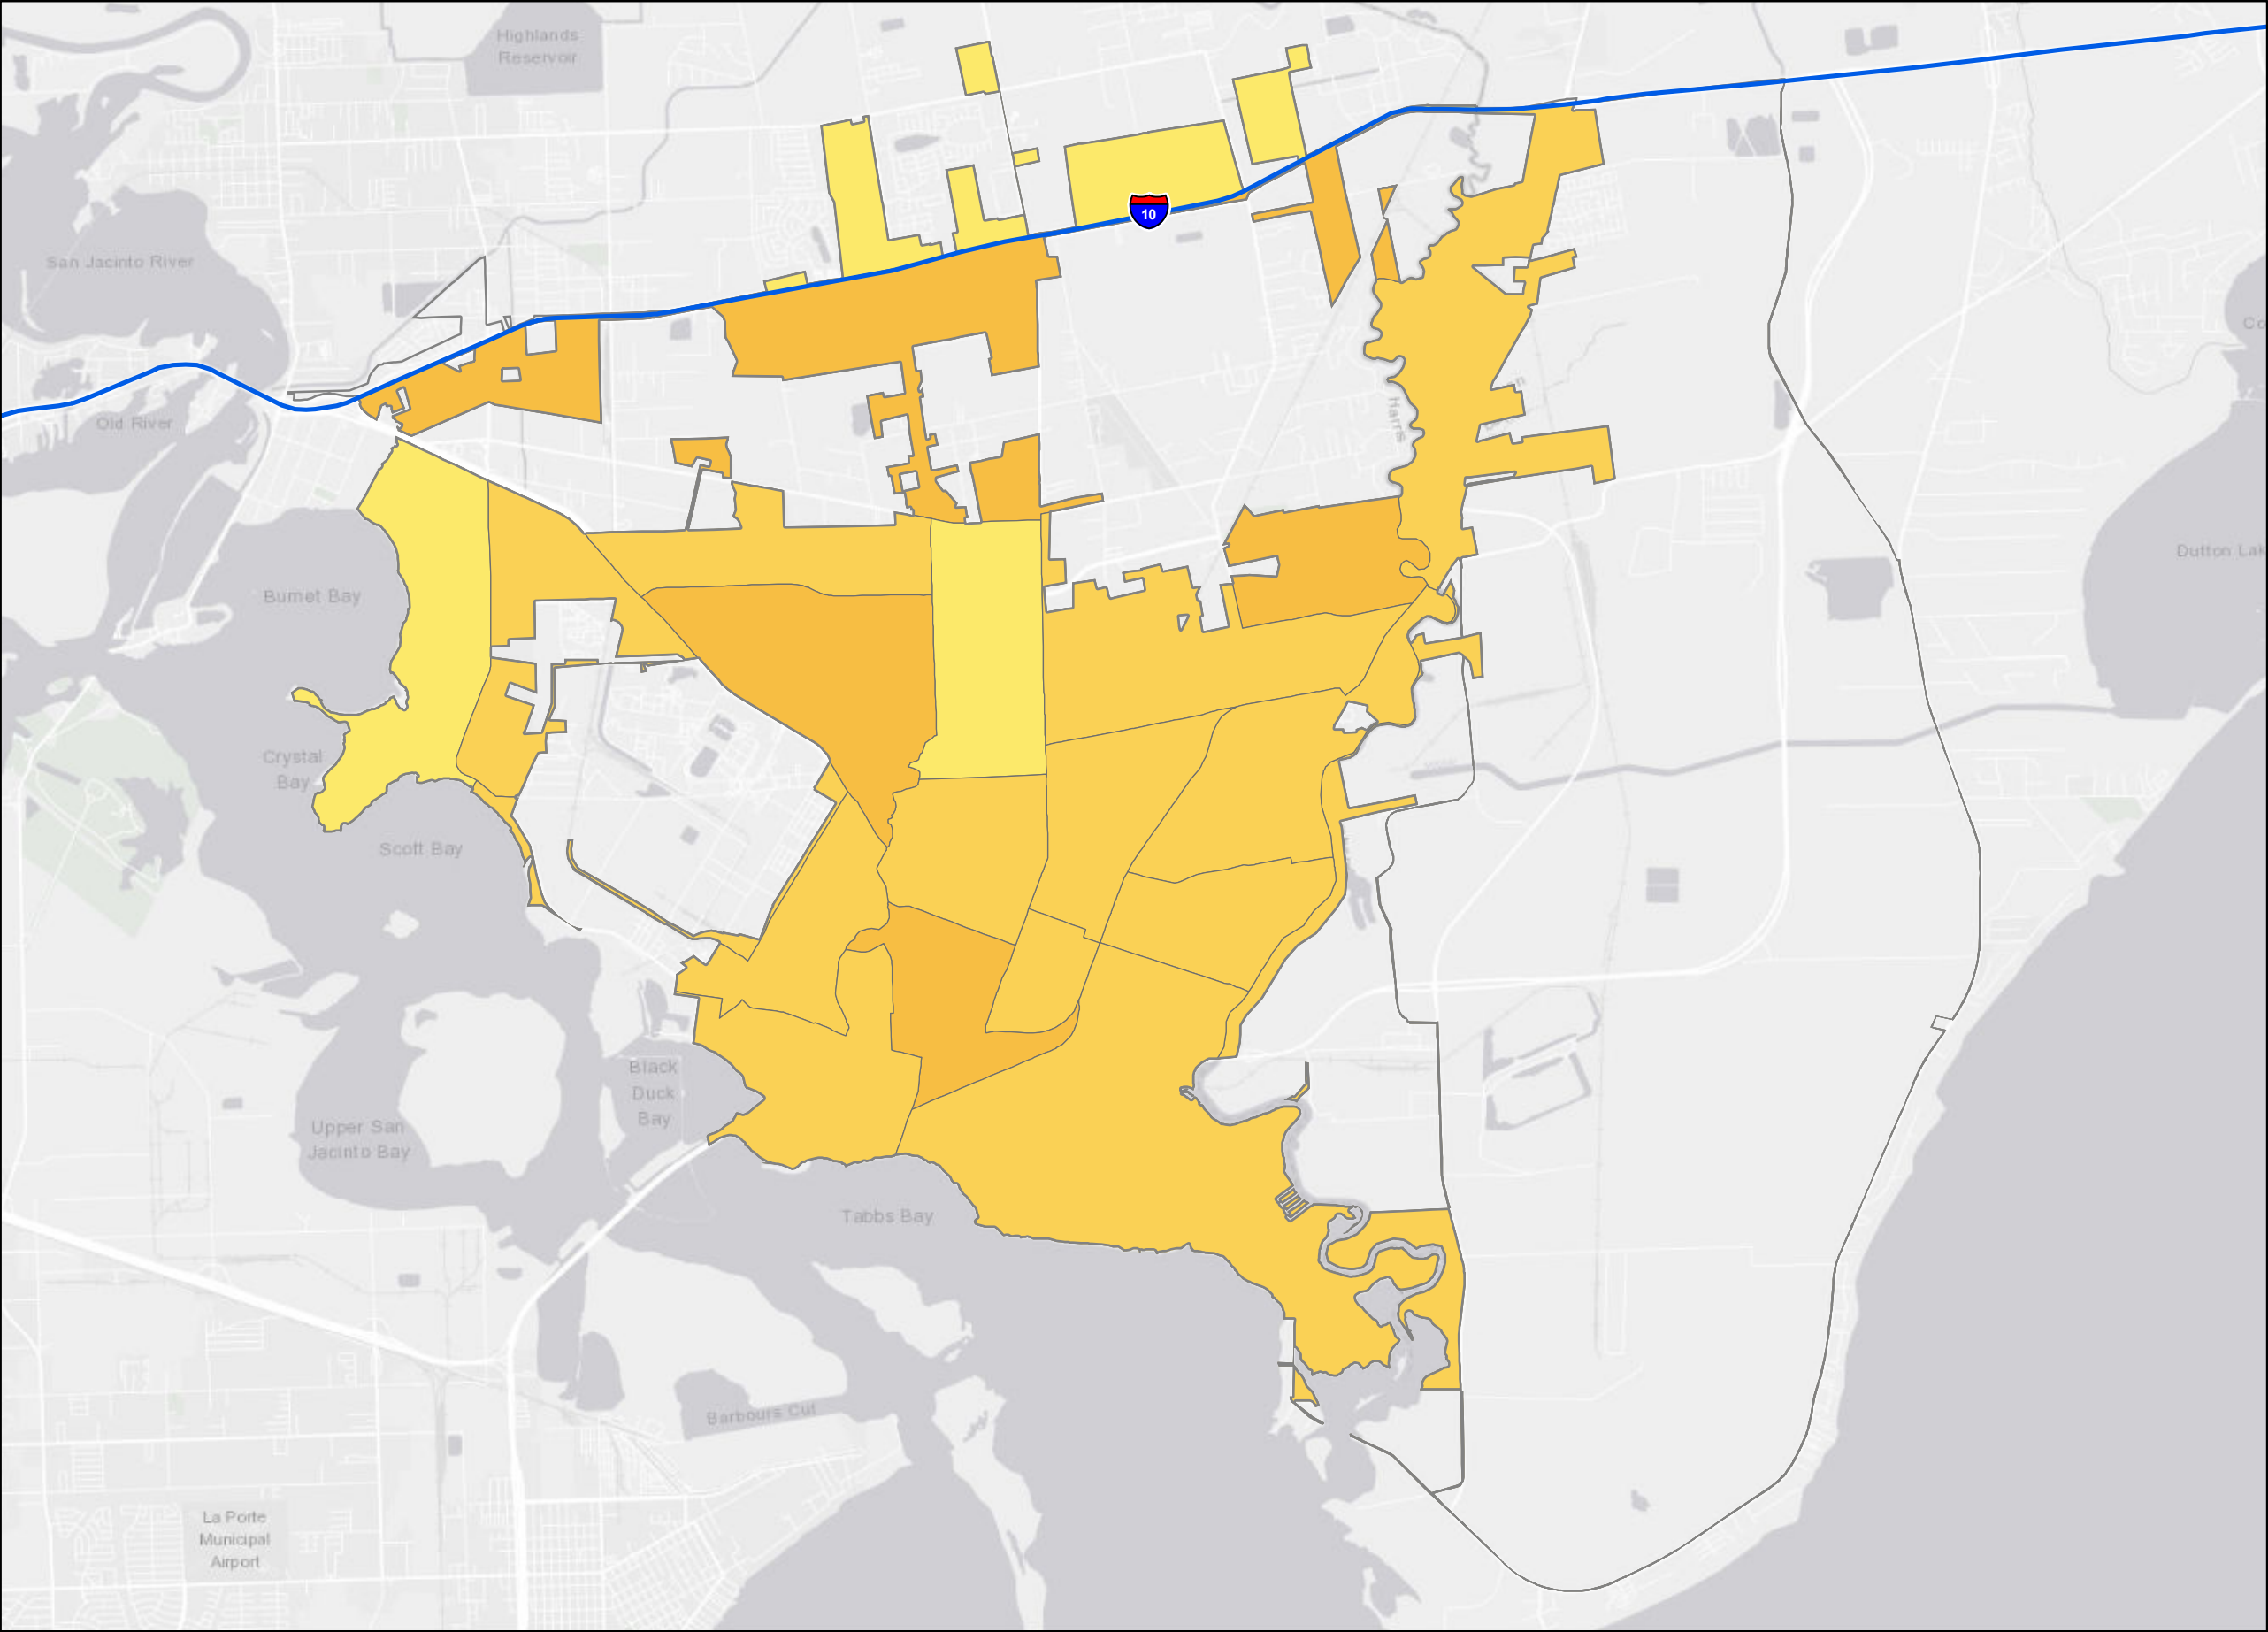 Highlands
Reservoir
10
San Jacinto River
Co
Old River
Harris
Dutton Lak
Burnet Bay
Crystal
Bay
Scott Bay
Black
Duck
Bay
Upper San
Jacinto Bay
Tabbs Bay
Barbours Cut
La Porte
Municipal
Airport